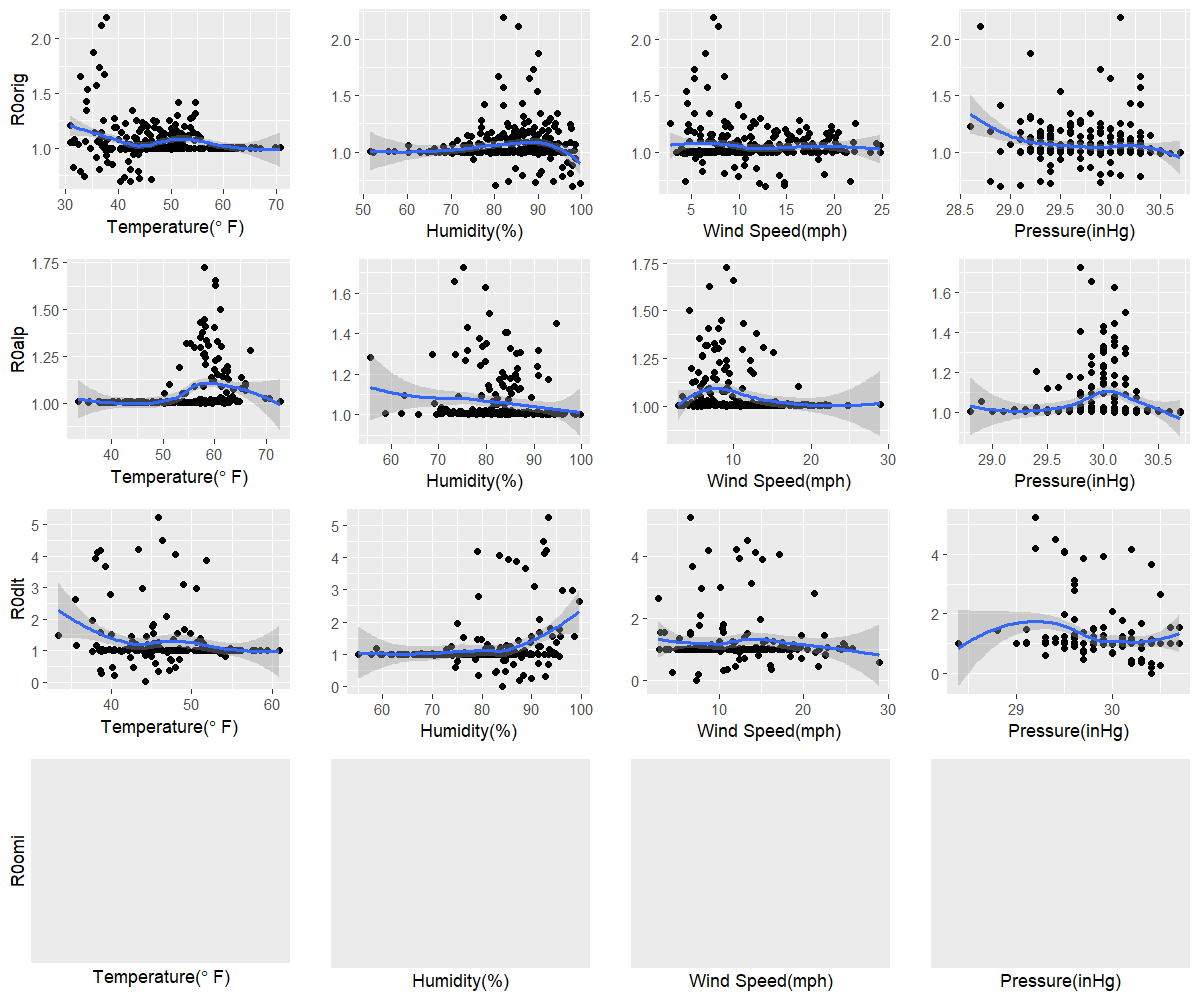 R0orig
2.0
1.5
1.0
30 40 50 60 70
Temperature(° F)
2.0
1.5
1.0
50 60 70 80 90 100
Humidity(%)
2.0
1.5
1.0
5 10 15 20 25
Wind Speed(mph)
2.0
1.5
1.0
28.5 29.0 29.5 30.0 30.5
Pressure(inHg)
R0alp
1.75
1.50
1.25
1.00
40 50 60 70
Temperature(° F)
1.6
1.4
1.2
1.0
60 70 80 90 100
Humidity(%)
1.75
1.50
1.25
1.00
10 20 30
Wind Speed(mph)
1.6
1.4
1.2
1.0
29.0 29.5 30.0 30.5
Pressure(inHg)
R0dlt
5
4
3
2
1
0
40 50 60
Temperature(° F)
5
4
3
2
1
0
60 70 80 90 100
Humidity(%)
4
2
0
10 20 30
Wind Speed(mph)
4
2
0
29 30
Pressure(inHg)
R0omi
Temperature(° F)
Humidity(%)
Wind Speed(mph)
Pressure(inHg)